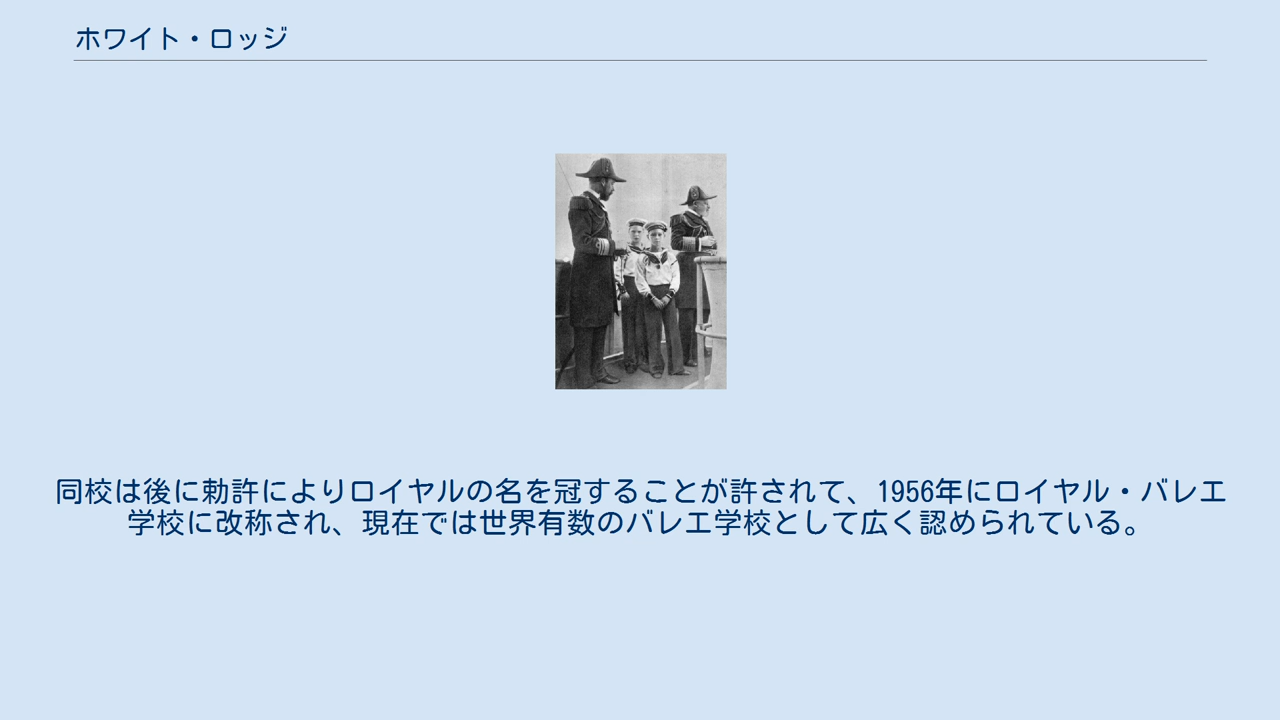 ホワイト・ロッジ
同校は後に勅許によりロイヤルの名を冠することが許されて、1956年にロイヤル・バレエ
学校に改称され、現在では世界有数のバレエ学校として広く認められている。